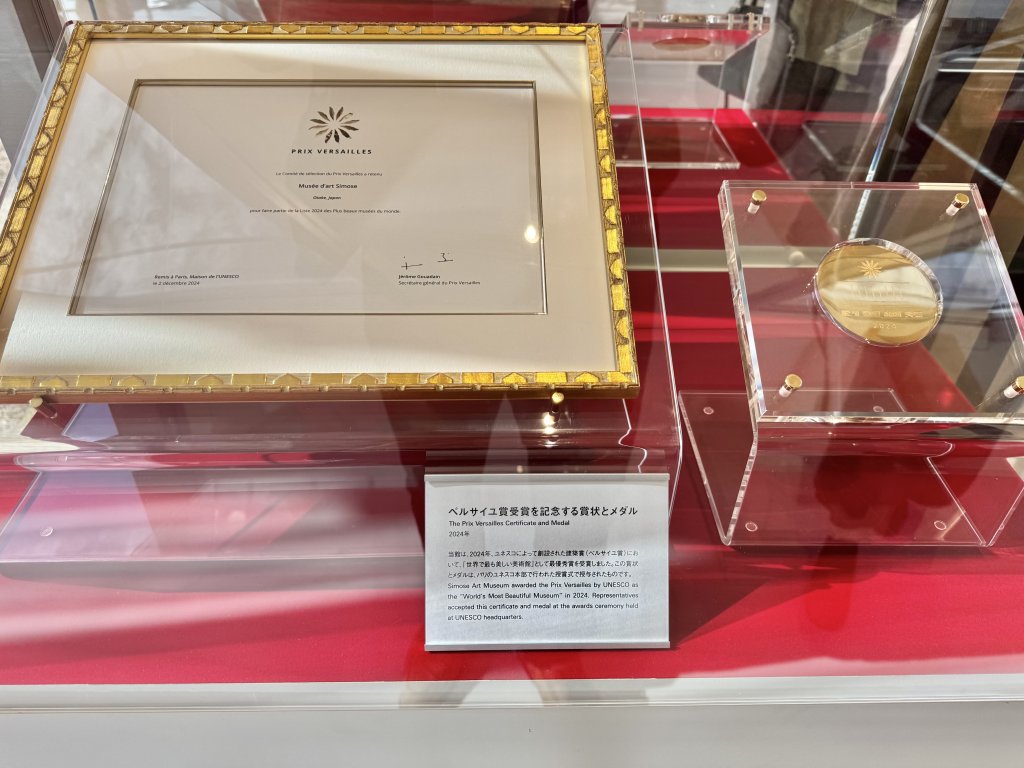 PRIX VERSAILLES
Le Comité de sélection du Prix Versailles a retenu
Musée d'art Simose
Otake, Japon
pour faire partie de la Liste 2024 des Plus beaux musées du monde.
Remis à Paris, Maison de l'UNESCO
le 2 décembre 2024
Jérôme Gouadain
Secrétaire général du Prix Versailles
2024
ベルサイユ賞受賞を記念する賞状とメダル
The Prix Versailles Certificate and Medal
2024年
当館は、2024年、ユネスコによって創設された建築賞〈ベルサイユ賞〉にお
いて、『世界で最も美しい美術館』として最優秀賞を受賞しました。この賞状
とメダルは、パリのユネスコ本部で行われた授賞式で授与されたものです。
Simose Art Museum awarded the Prix Versailles by UNESCO as
the "World's Most Beautiful Museum" in 2024. Representatives
accepted this certificate and medal at the awards ceremony held
at UNESCO headquarters.